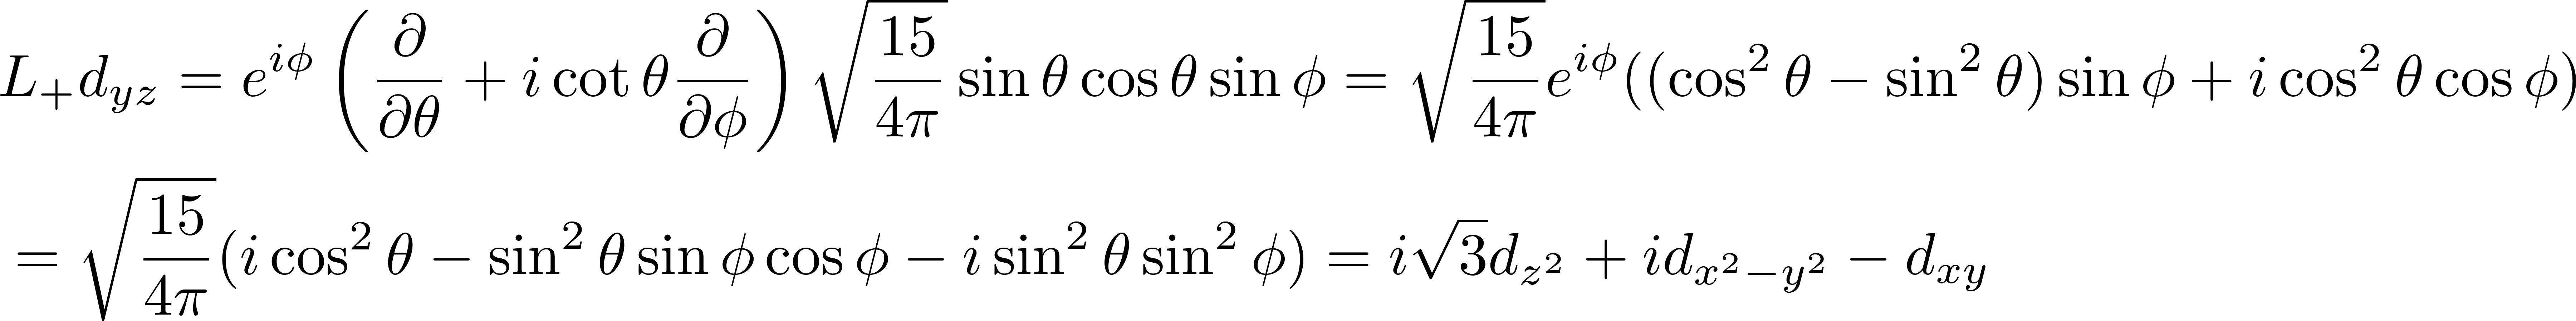 $L_+ d_{yz} = e^{i\phi} \left( \frac{\partial}{\partial\theta} + i \cot\theta \frac{\partial}{\partial\phi} \right) \sqrt{\frac{15}{4\pi}} \sin\theta \cos\theta \sin\phi = \sqrt{\frac{15}{4\pi}} e^{i\phi} ((\cos^2\theta - \sin^2\theta) \sin\phi + i \cos^2\theta \cos\phi)$
$= \sqrt{\frac{15}{4\pi}} (i \cos^2\theta - \sin^2\theta \sin\phi \cos\phi - i \sin^2\theta \sin^2\phi) = i\sqrt{3} d_{z^2} + i d_{x^2-y^2} - d_{xy}$